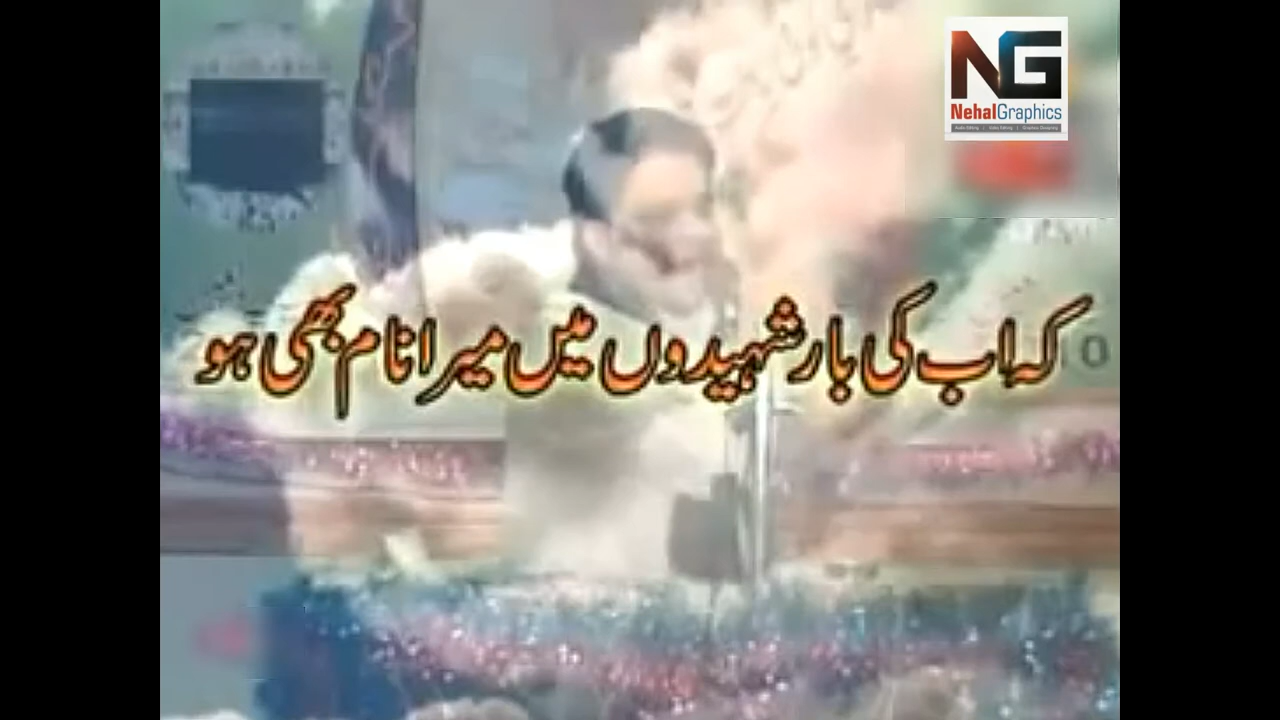 NG
NehalGraphics
کہ اب کی بار شہیدوں میں میرا نام بھی ہو